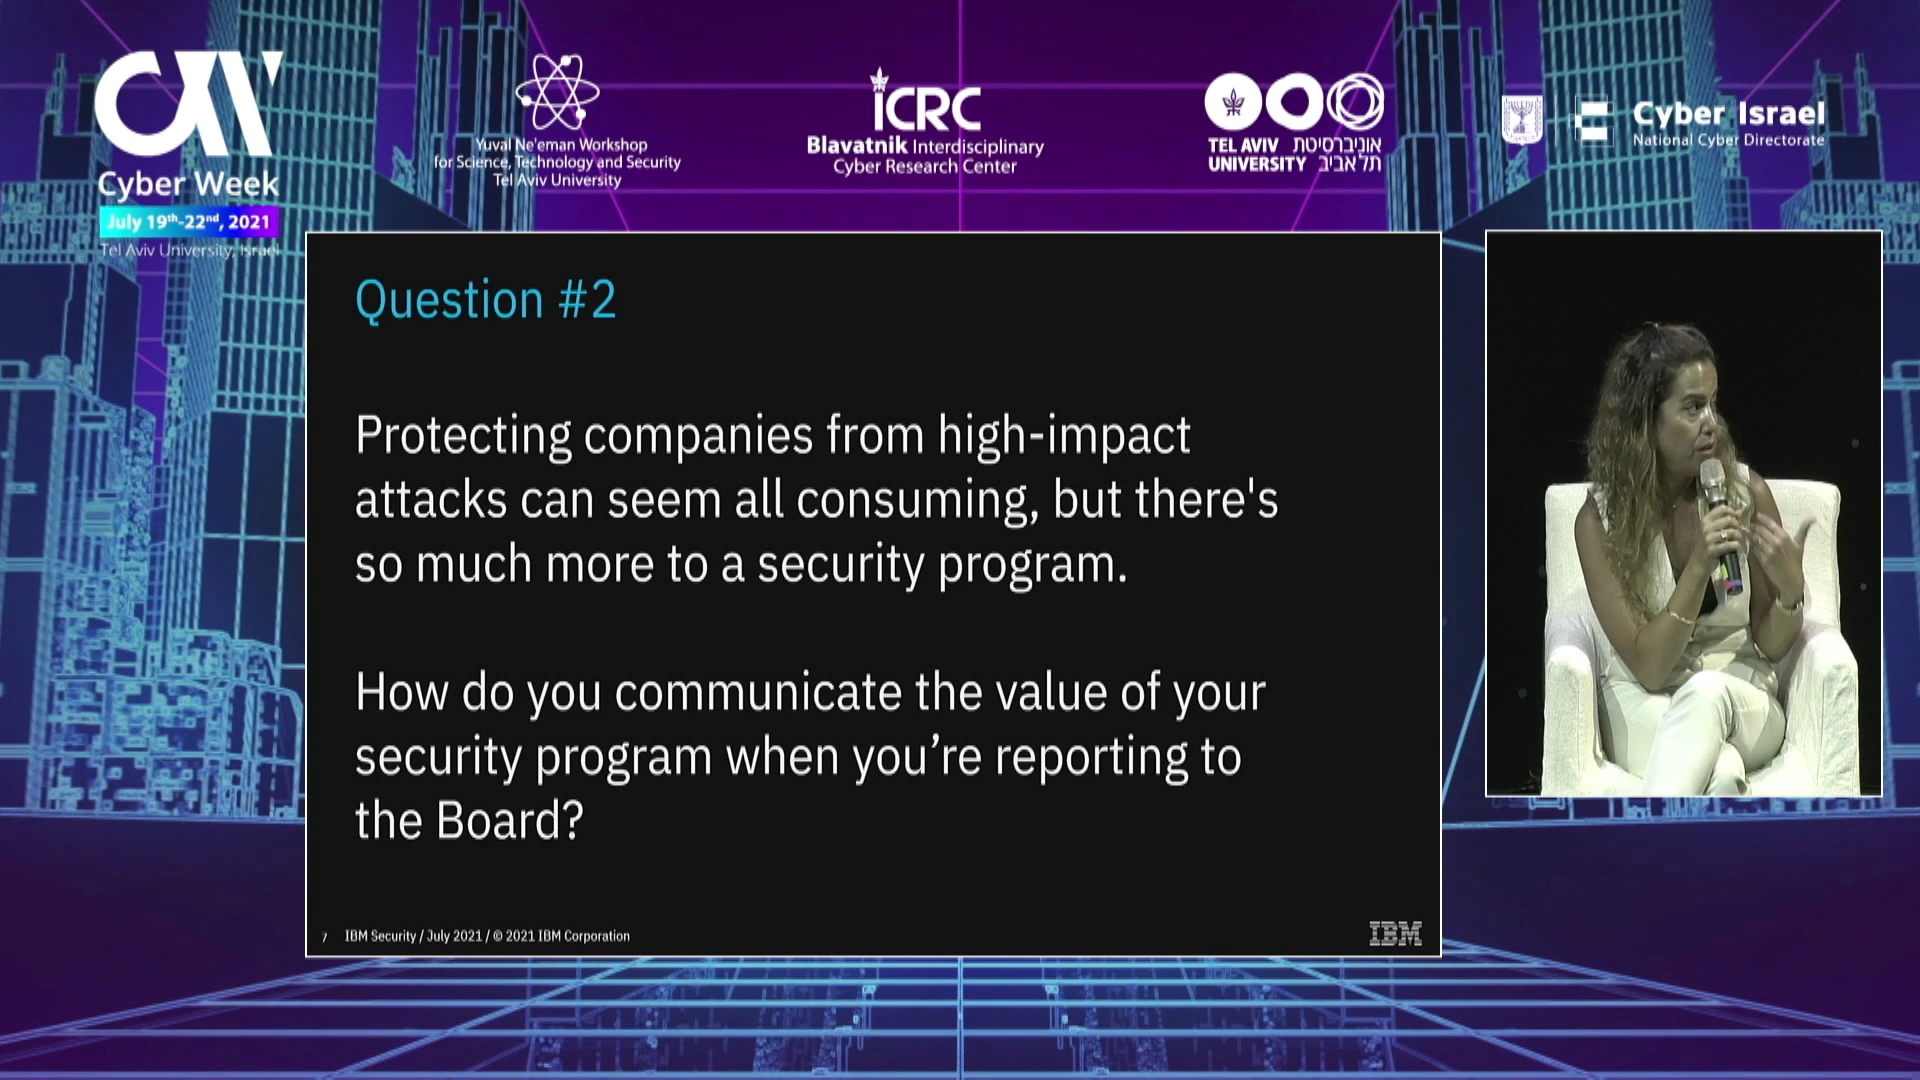 Cyber Week
July 19th-22nd, 2021
Tel Aviv University, Israel
Yuval Ne'eman Workshop
for Science, Technology and Security
Tel Aviv University
iCRC
Blavatnik Interdisciplinary
Cyber Research Center
TEL AVIV UNIVERSITY
אוניברסיטת תל אביב
Cyber Israel
National Cyber Directorate
Question #2
Protecting companies from high-impact
attacks can seem all consuming, but there's
so much more to a security program.
How do you communicate the value of your
security program when you’re reporting to
the Board?
7 IBM Security / July 2021 / © 2021 IBM Corporation
IBM